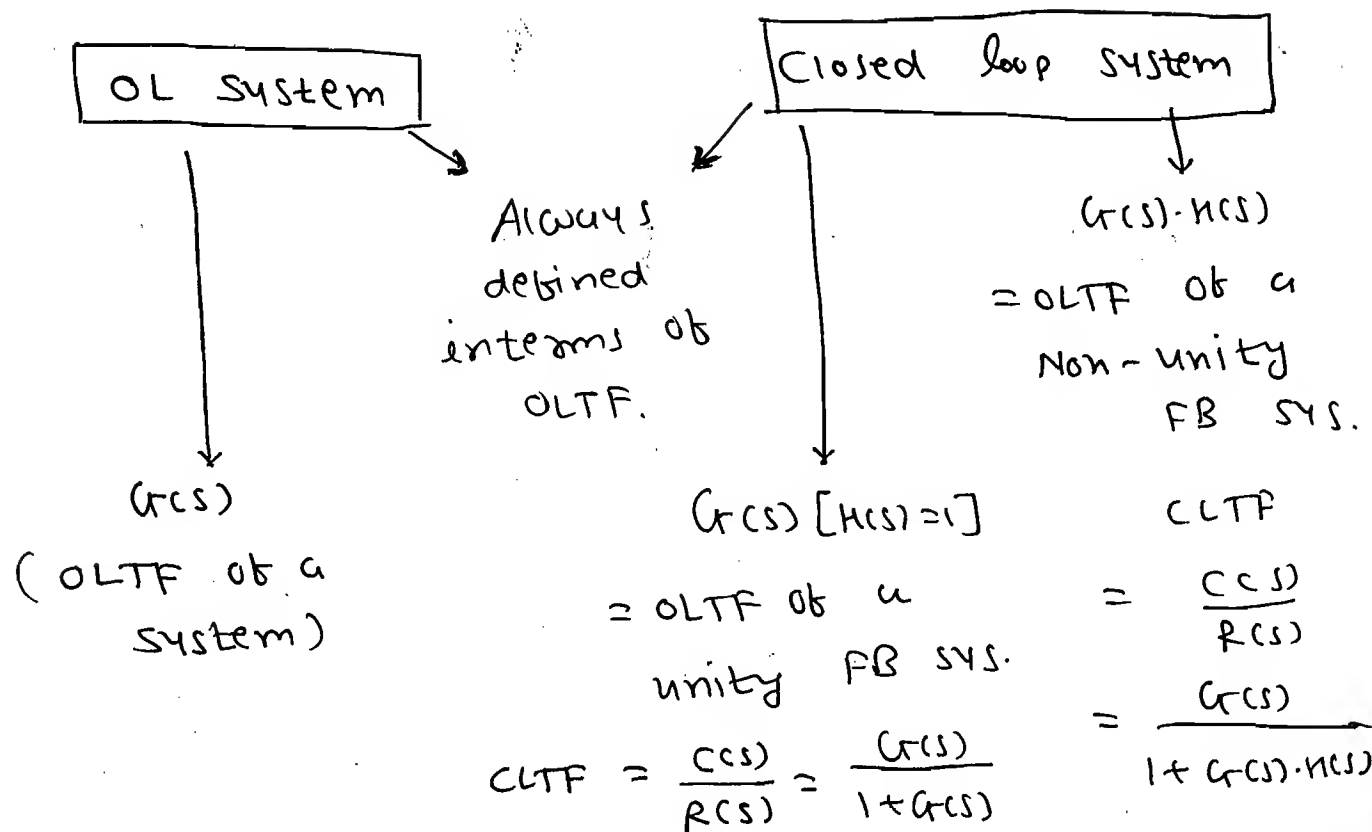 OL System
Closed loop system
Always
defined
interms of
OLTF.
G(s)·H(s)
= OLTF of a
Non-unity
FB sys.
G(s)
(OLTF of a
system)
G(s) [H(s)=1]
= OLTF of a
unity FB sys.
CLTF = C(s)/R(s) = G(s)/1+G(s)
CLTF
= C(s)/R(s)
= G(s)/1+G(s)·H(s)